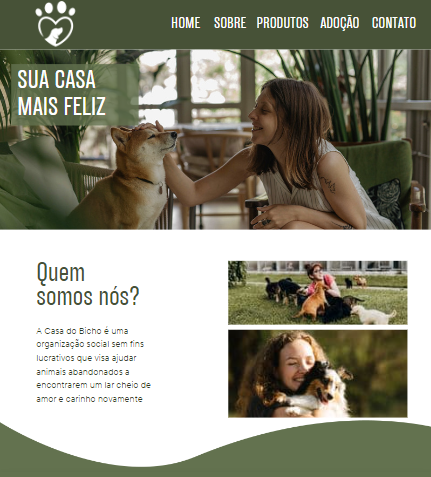 HOME SOBRE PRODUTOS ADOÇÃO CONTATO
SUA CASA
MAIS FELIZ
Quem
somos nós?
A Casa do Bicho é uma
organização social sem fins
lucrativos que visa ajudar
animais abandonados a
encontrarem um lar cheio de
amor e carinho novamente